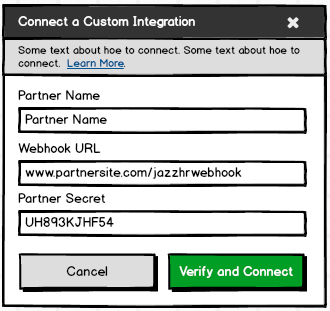 Connect a Custom Integration
Some text about hoe to connect. Some text about hoe to
connect. Learn More.
Partner Name
Partner Name
Webhook URL
www.partnersite.com/jazzhrwebhook
Partner Secret
UH893KJHF54
Cancel
Verify and Connect